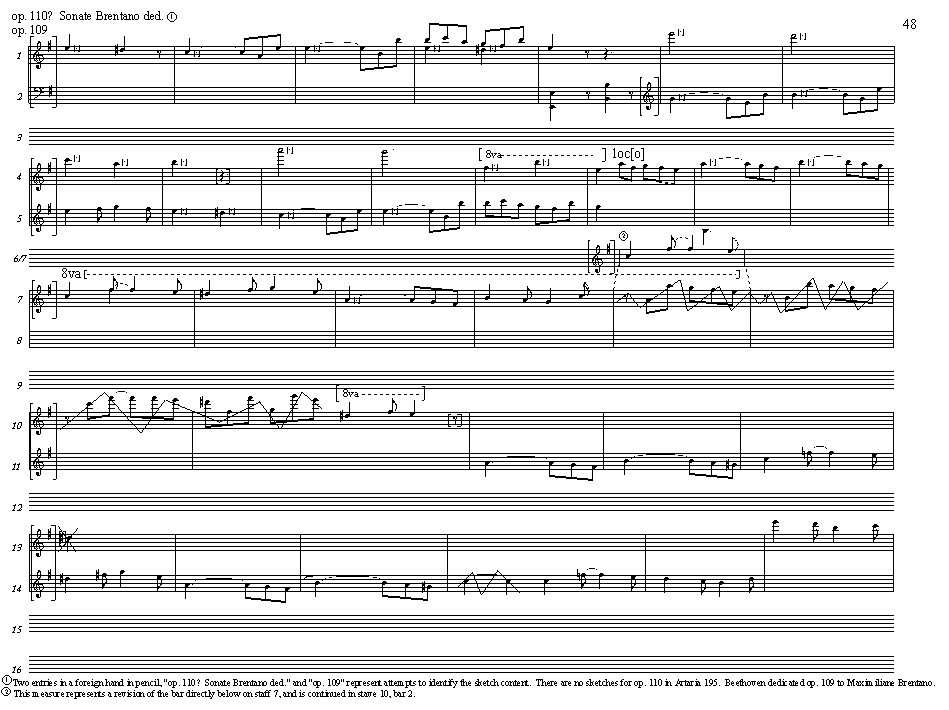 op. 110? Sonate Brentano ded. ①
op. 109
48
1
2
3
[8va] loc[o]
4
5
②
6/7
8va[ ]
7
8
9
[8va]
10
11
12
13
14
15
16
① Two entries in a foreign hand in pencil, "op. 110? Sonate Brentano ded." and "op. 109" represent attempts to identify the sketch content. There are no sketches for op. 110 in Artaria 195. Beethoven dedicated op. 109 to Maximiliane Brentano.
② This measure represents a revision of the bar directly below on staff 7, and is continued in stave 10, bar 2.